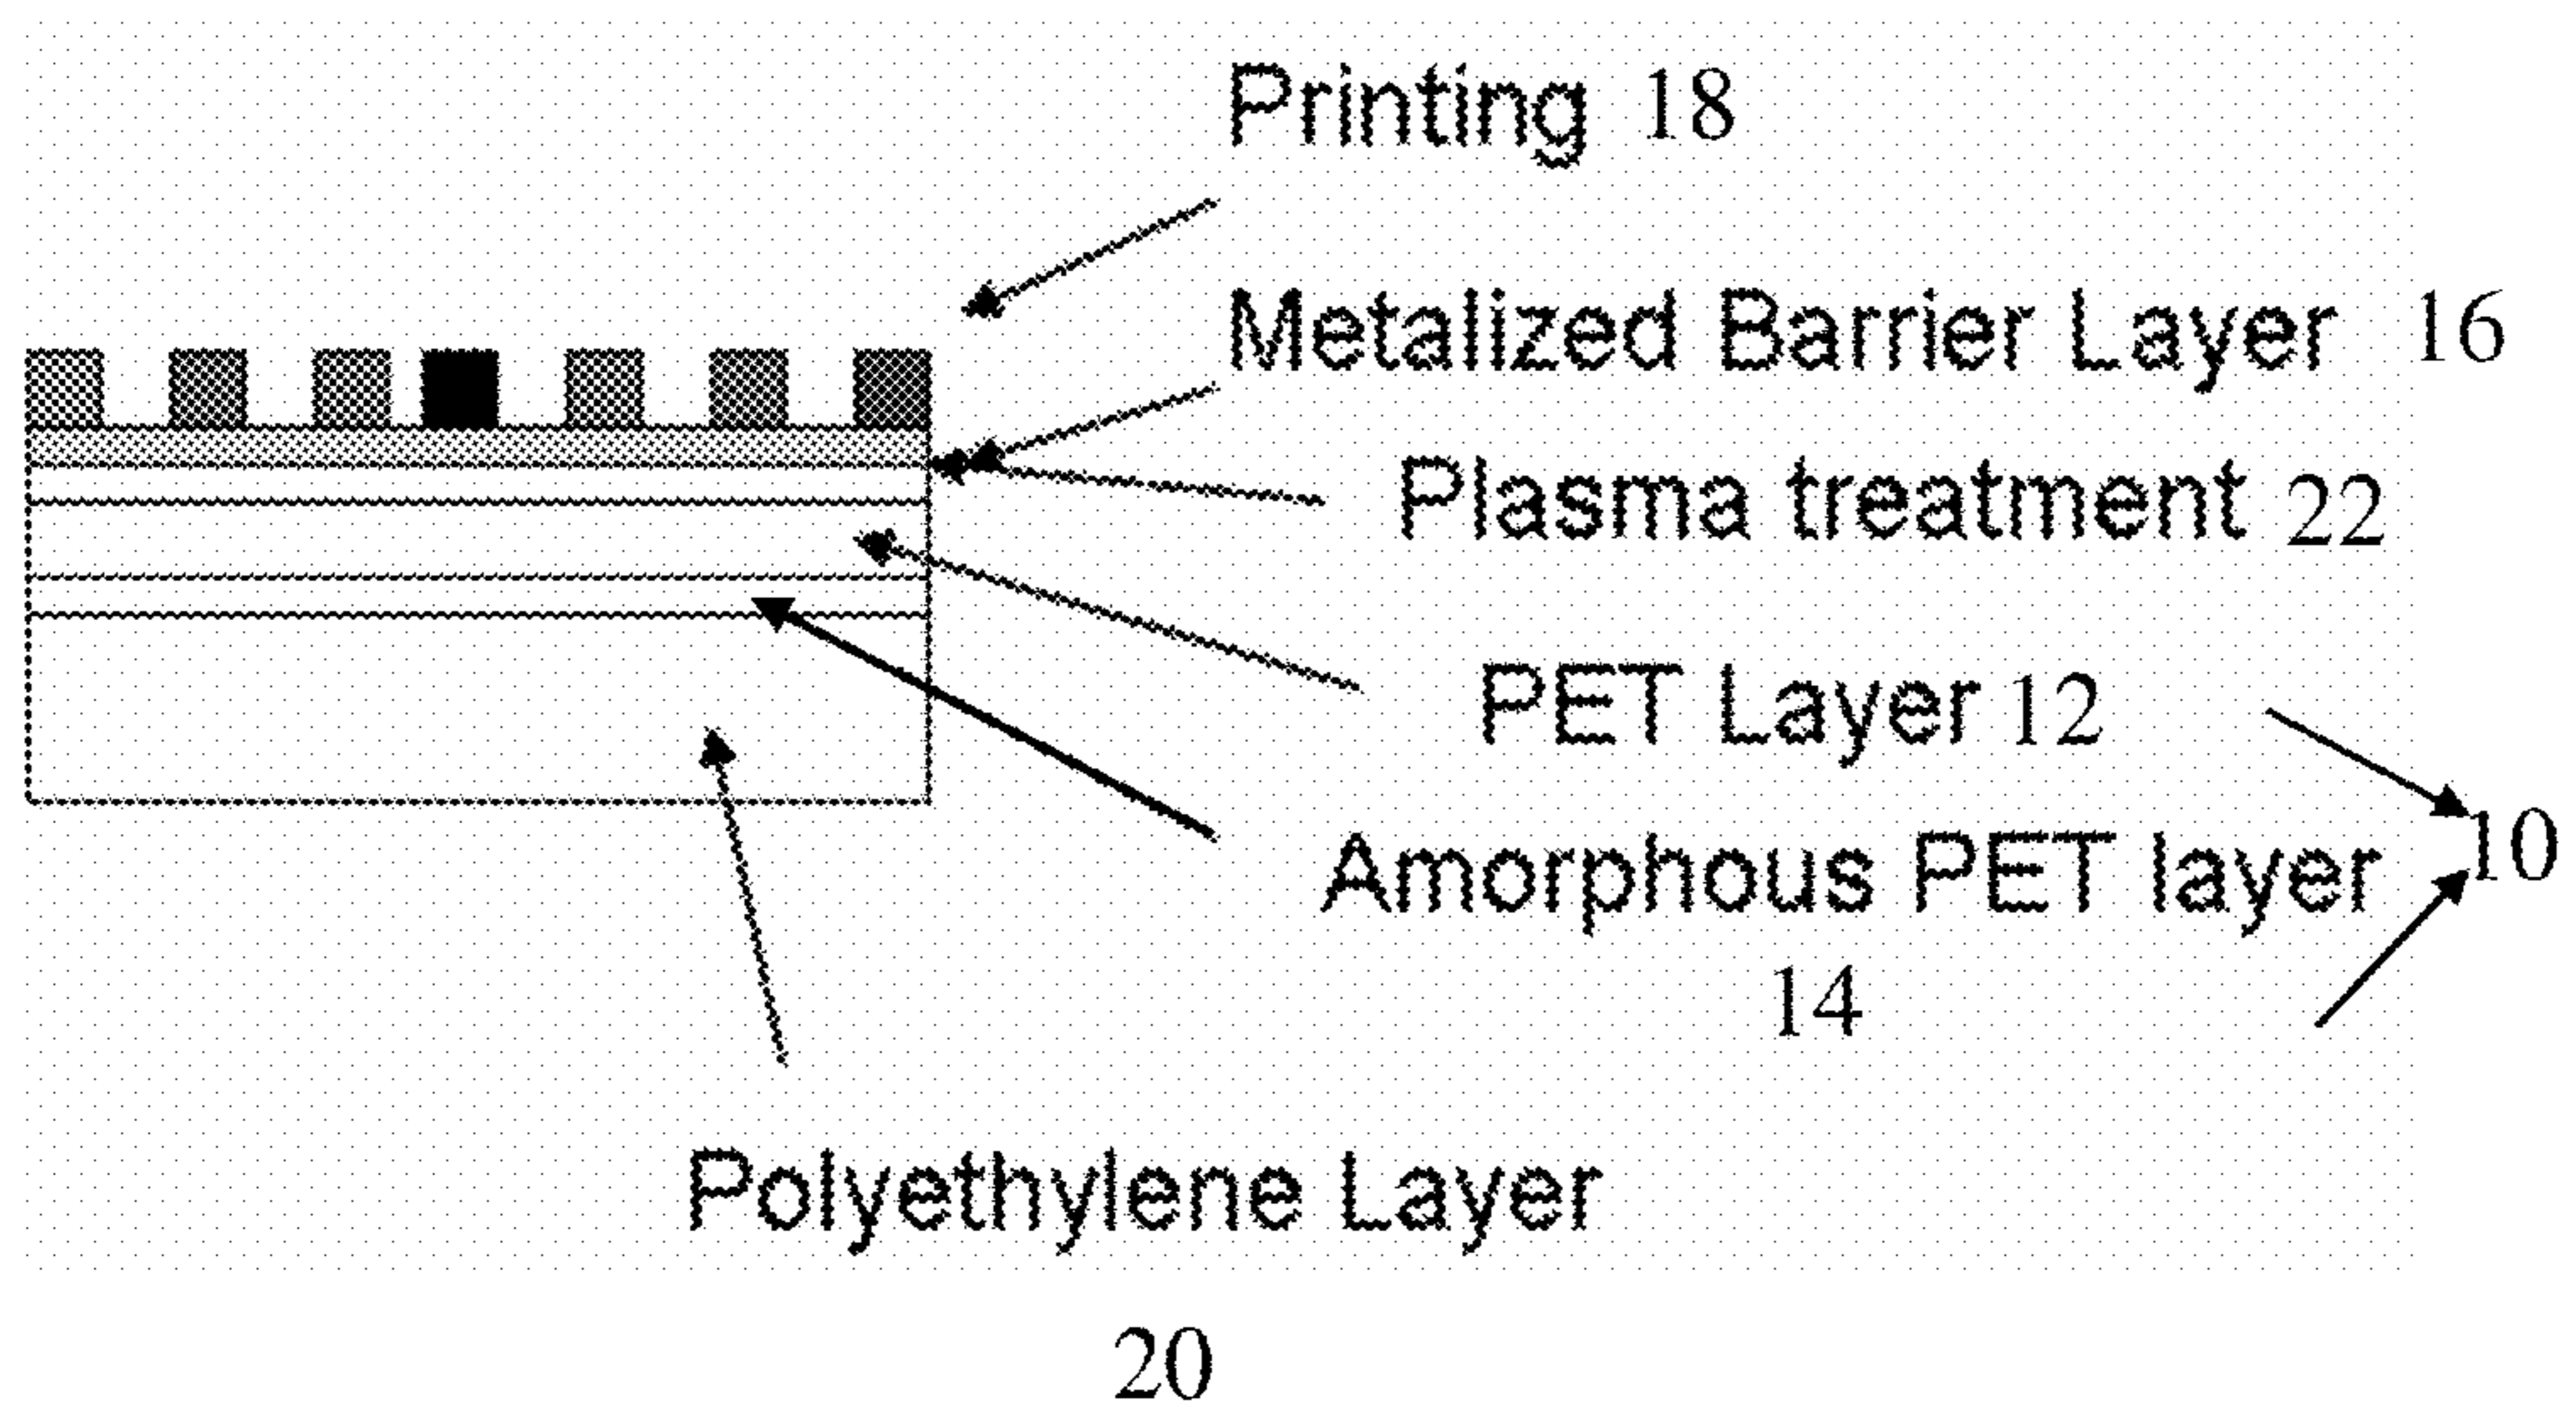 Printing 18
Metalized Barrier Layer 16
Plasma treatment 22
PET Layer 12
10
Amorphous PET layer
14
Polyethylene Layer
20